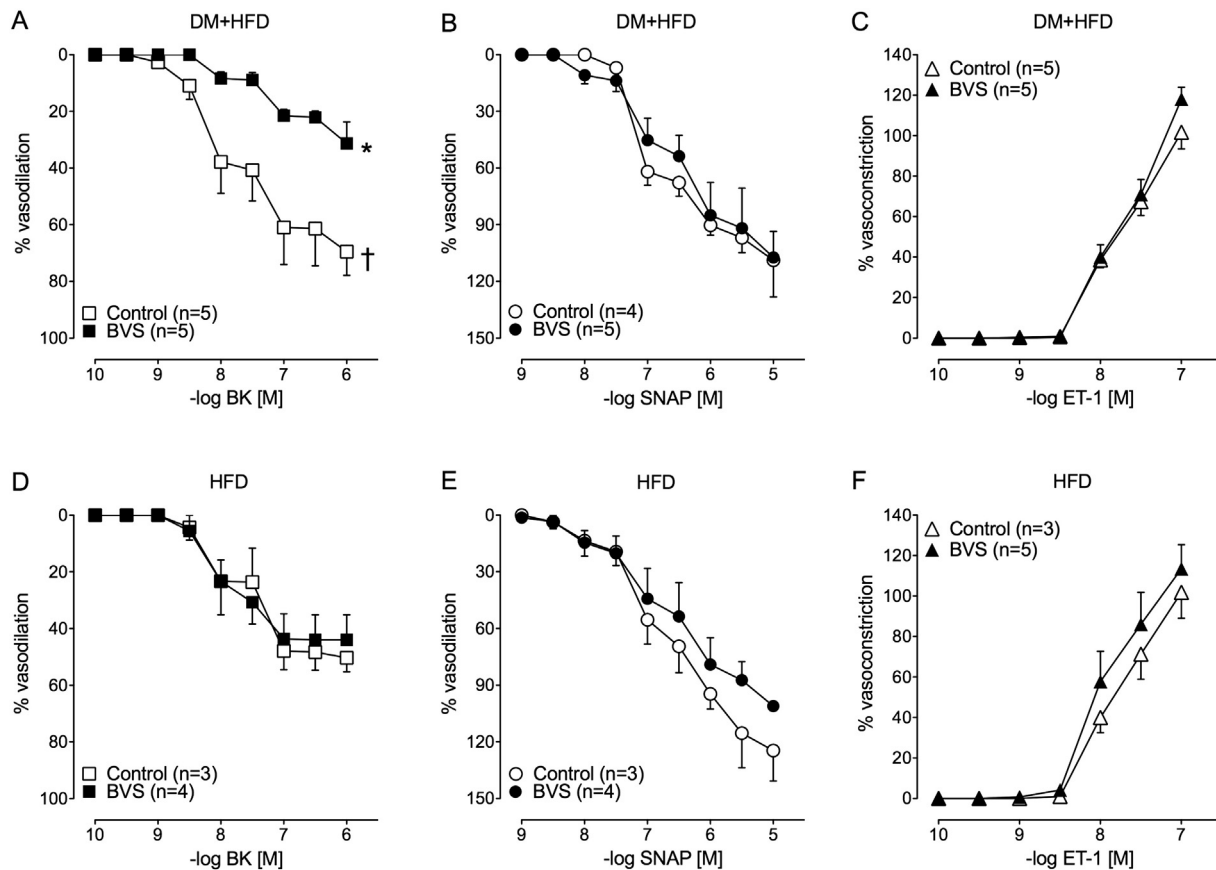 A
DM+HFD
0
20
40
60
80
100
% vasodilation
*
†
Control (n=5)
BVS (n=5)
10 9 8 7 6
-log BK [M]
B
DM+HFD
0
30
60
90
120
150
% vasodilation
Control (n=4)
BVS (n=5)
9 8 7 6 5
-log SNAP [M]
C
DM+HFD
140
120
100
80
60
40
20
0
% vasoconstriction
Control (n=5)
BVS (n=5)
10 9 8 7
-log ET-1 [M]
D
HFD
0
20
40
60
80
100
% vasodilation
Control (n=3)
BVS (n=4)
10 9 8 7 6
-log BK [M]
E
HFD
0
30
60
90
120
150
% vasodilation
Control (n=3)
BVS (n=4)
9 8 7 6 5
-log SNAP [M]
F
HFD
140
120
100
80
60
40
20
0
% vasoconstriction
Control (n=3)
BVS (n=5)
10 9 8 7
-log ET-1 [M]